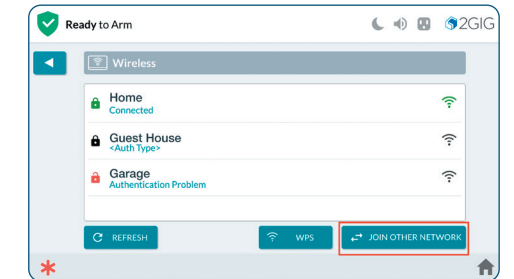 Ready to Arm
2GIG
Wireless
Home
Connected
Guest House
<Auth Type>
Garage
Authentication Problem
REFRESH
WPS
JOIN OTHER NETWORK